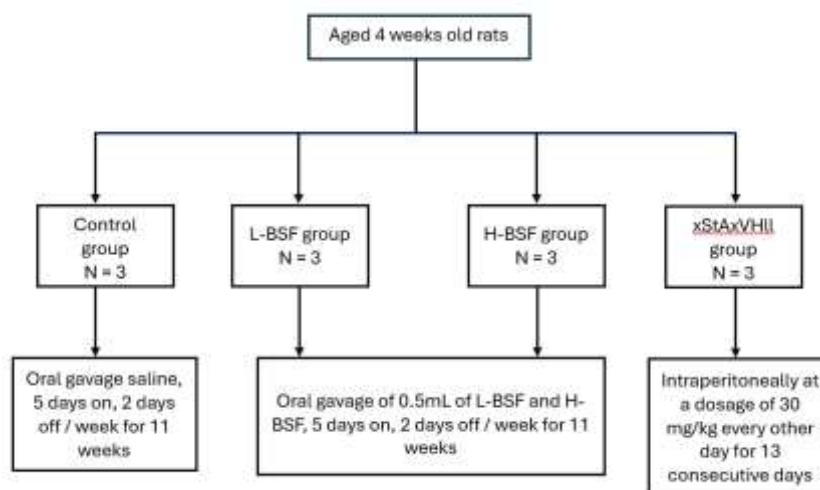 Aged 4 weeks old rats
Control
group
N = 3
L-BSF group
N = 3
H-BSF group
N = 3
xStAxVHll
group
N = 3
Oral gavage saline,
5 days on, 2 days
off / week for 11
weeks
Oral gavage of 0.5mL of L-BSF and H-
BSF, 5 days on, 2 days off / week for 11
weeks
Intraperitoneally at
a dosage of 30
mg/kg every other
day for 13
consecutive days